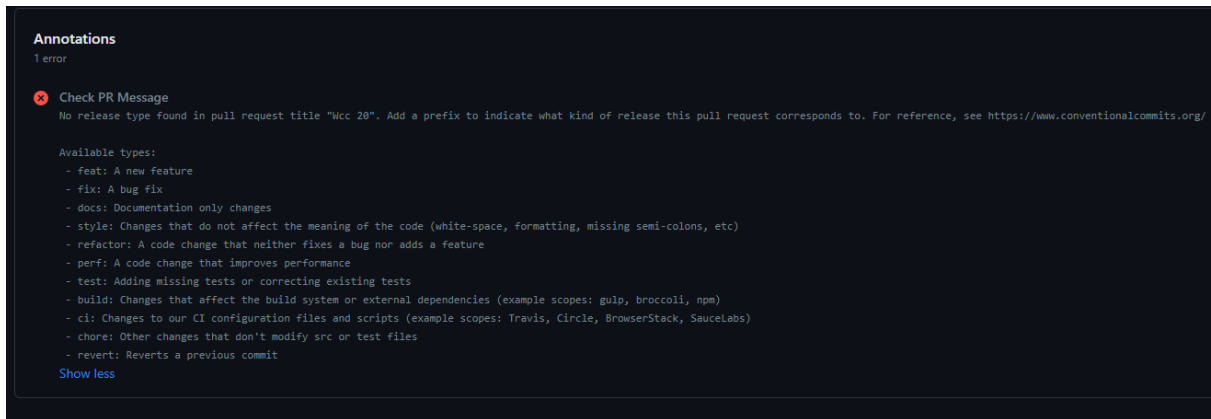 Annotations
1 error
Check PR Message
No release type found in pull request title "Wcc 20". Add a prefix to indicate what kind of release this pull request corresponds to. For reference, see https://www.conventionalcommits.org/
Available types:
- feat: A new feature
- fix: A bug fix
- docs: Documentation only changes
- style: Changes that do not affect the meaning of the code (white-space, formatting, missing semi-colons, etc)
- refactor: A code change that neither fixes a bug nor adds a feature
- perf: A code change that improves performance
- test: Adding missing tests or correcting existing tests
- build: Changes that affect the build system or external dependencies (example scopes: gulp, broccoli, npm)
- ci: Changes to our CI configuration files and scripts (example scopes: Travis, Circle, BrowserStack, SauceLabs)
- chore: Other changes that don't modify src or test files
- revert: Reverts a previous commit
Show less